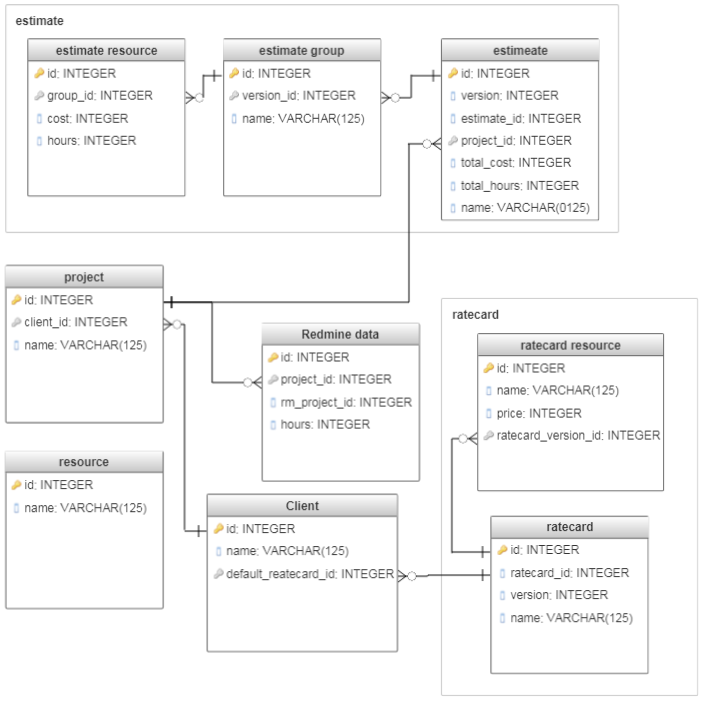 estimate
estimate resource
id: INTEGER
group_id: INTEGER
cost: INTEGER
hours: INTEGER
estimate group
id: INTEGER
version_id: INTEGER
name: VARCHAR(125)
estimeate
id: INTEGER
version: INTEGER
estimate_id: INTEGER
project_id: INTEGER
total_cost: INTEGER
total_hours: INTEGER
name: VARCHAR(0125)
project
id: INTEGER
client_id: INTEGER
name: VARCHAR(125)
Redmine data
id: INTEGER
project_id: INTEGER
rm_project_id: INTEGER
hours: INTEGER
ratecard
ratecard resource
id: INTEGER
name: VARCHAR(125)
price: INTEGER
ratecard_version_id: INTEGER
resource
id: INTEGER
name: VARCHAR(125)
Client
id: INTEGER
name: VARCHAR(125)
default_reatecard_id: INTEGER
ratecard
id: INTEGER
ratecard_id: INTEGER
version: INTEGER
name: VARCHAR(125)